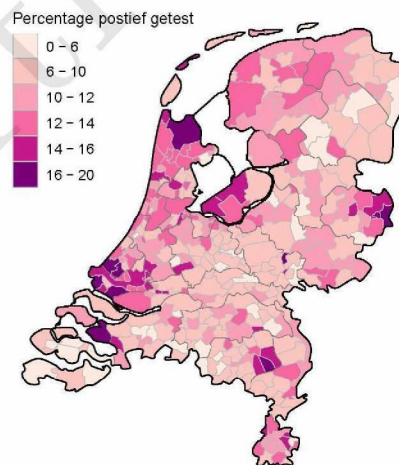 Percentage postief getest
0 – 6
6 – 10
10 – 12
12 – 14
14 – 16
16 – 20